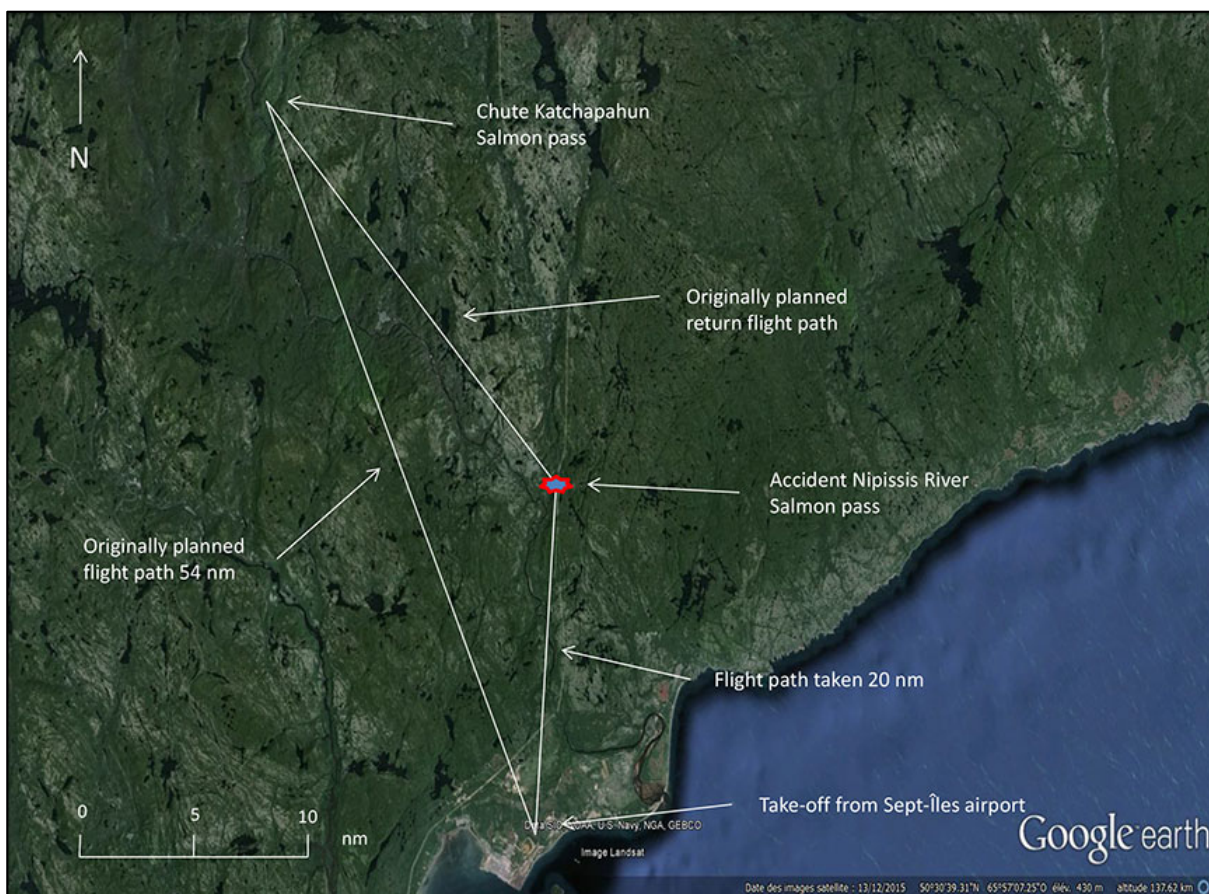 N
Chute Katchapahun
Salmon pass
Originally planned
return flight path
Accident Nipissis River
Salmon pass
Originally planned
flight path 54 nm
Flight path taken 20 nm
0
5
10
nm
Take-off from Sept-Îles airport
Data SIO, NOAA, U.S. Navy, NGA, GEBCO
Image Landsat
Google earth
Date des images satellite : 13/12/2015 50°30'39.31"N 65°57'07.25"O élév. 430 m altitude 137.62 km